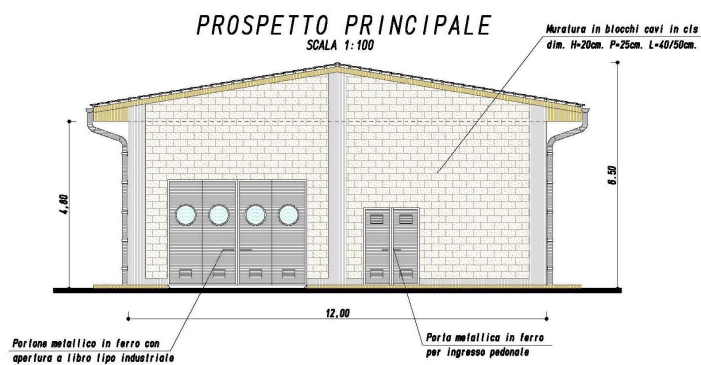 PROSPETTO PRINCIPALE
SCALA 1:100
Muratura in blocchi cavi in cls
dim. H=20cm. P=25cm. L=40/50cm.
4,80
6.50
12,00
Portone metallico in ferro con
apertura a libro tipo industriale
Porta metallica in ferro
per ingresso pedonale